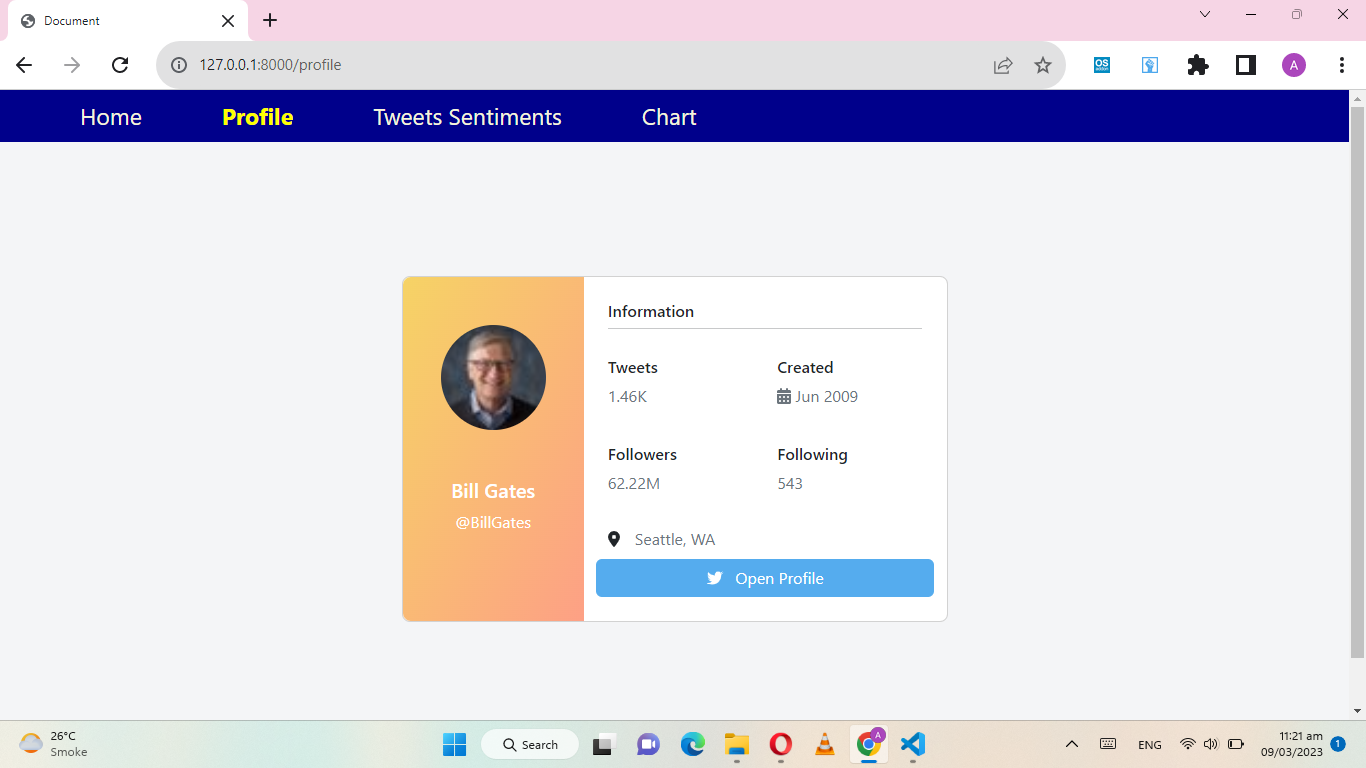 Document
127.0.0.1:8000/profile
OS
A
Home Profile Tweets Sentiments Chart
Information
Tweets Created
1.46K Jun 2009
Followers Following
62.22M 543
Bill Gates
@BillGates
Seattle, WA
Open Profile
26°C
Smoke
Search
A
ENG
11:21 am
09/03/2023
1